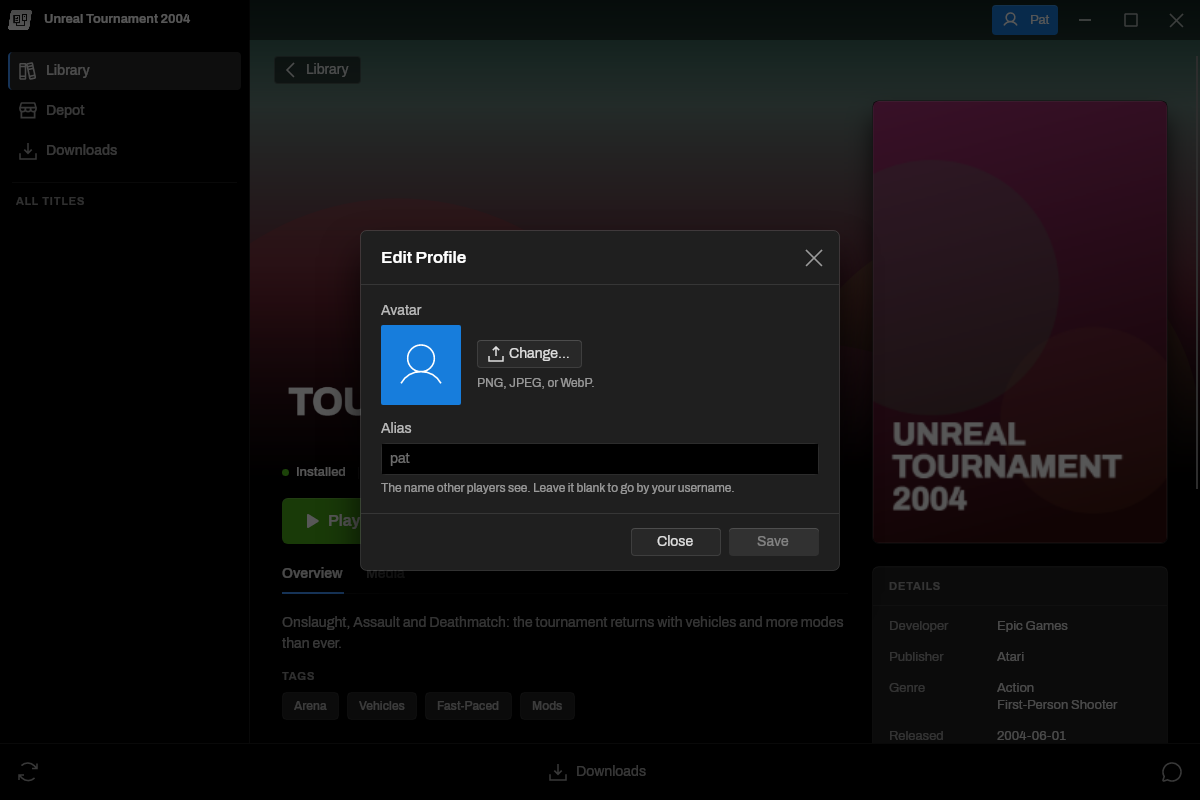 Unreal Tournament 2004
Pat
Library
Depot
Downloads
ALL TITLES
Library
UNREAL
TOURNAMENT
2004
Installed
Play
Edit Profile
Avatar
Change...
PNG, JPEG, or WebP.
Alias
pat
The name other players see. Leave it blank to go by your username.
Close
Save
Overview
Media
Onslaught, Assault and Deathmatch: the tournament returns with vehicles and more modes
than ever.
TAGS
Arena
Vehicles
Fast-Paced
Mods
DETAILS
Developer
Epic Games
Publisher
Atari
Genre
Action
First-Person Shooter
Released
2004-06-01
Downloads